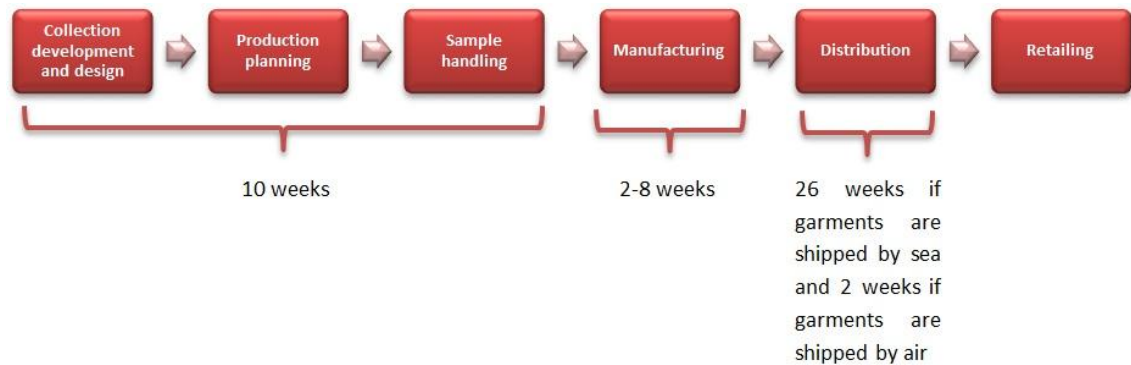 Collection
development
and design
Production
planning
Sample
handling
Manufacturing
Distribution
Retailing
10 weeks
2-8 weeks
26 weeks if
garments are
shipped by sea
and 2 weeks if
garments are
shipped by air